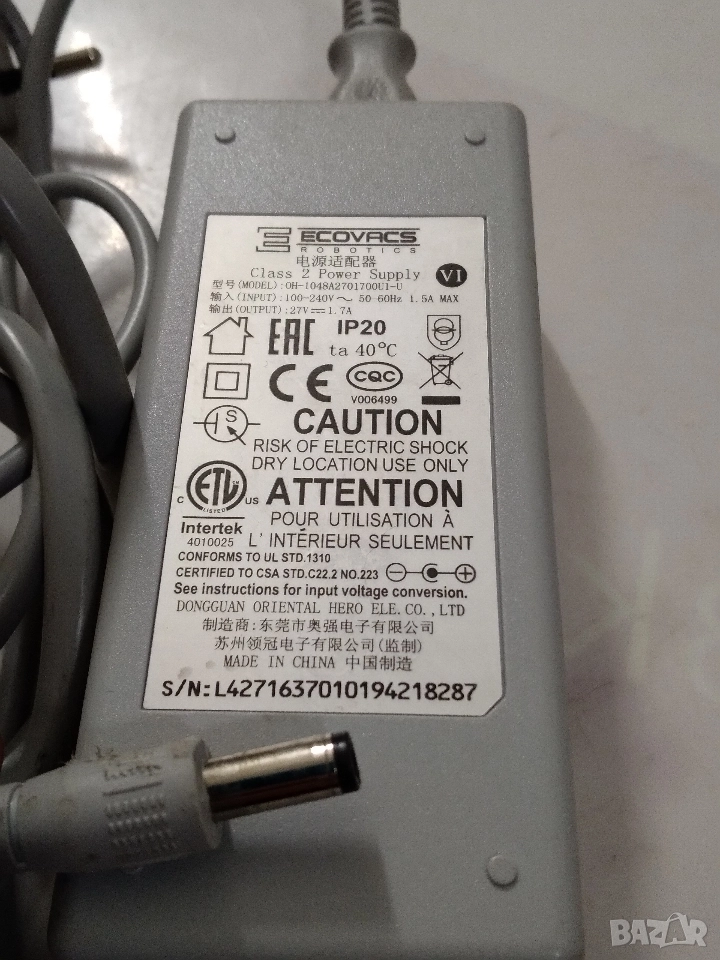 ECOVACS
ROBOTICS
电源适配器
Class 2 Power Supply
VI
型号(MODEL):OH-1048A2701700U1-U
输入(INPUT):100-240V～ 50-60Hz 1.5A MAX
输出(OUTPUT):27V⎓1.7A
EAC IP20
ta 40°C
CE CQC
V006499
S
CAUTION
RISK OF ELECTRIC SHOCK
DRY LOCATION USE ONLY
C ETL US
LISTED
ATTENTION
Intertek
4010025
POUR UTILISATION À
L' INTÉRIEUR SEULEMENT
CONFORMS TO UL STD.1310
CERTIFIED TO CSA STD.C22.2 NO.223
See instructions for input voltage conversion.
DONGGUAN ORIENTAL HERO ELE.CO.,LTD
制造商:东莞市奥强电子有限公司
苏州领冠电子有限公司(监制)
MADE IN CHINA 中国制造
S/N:L42716370101942​18287
BAZAR